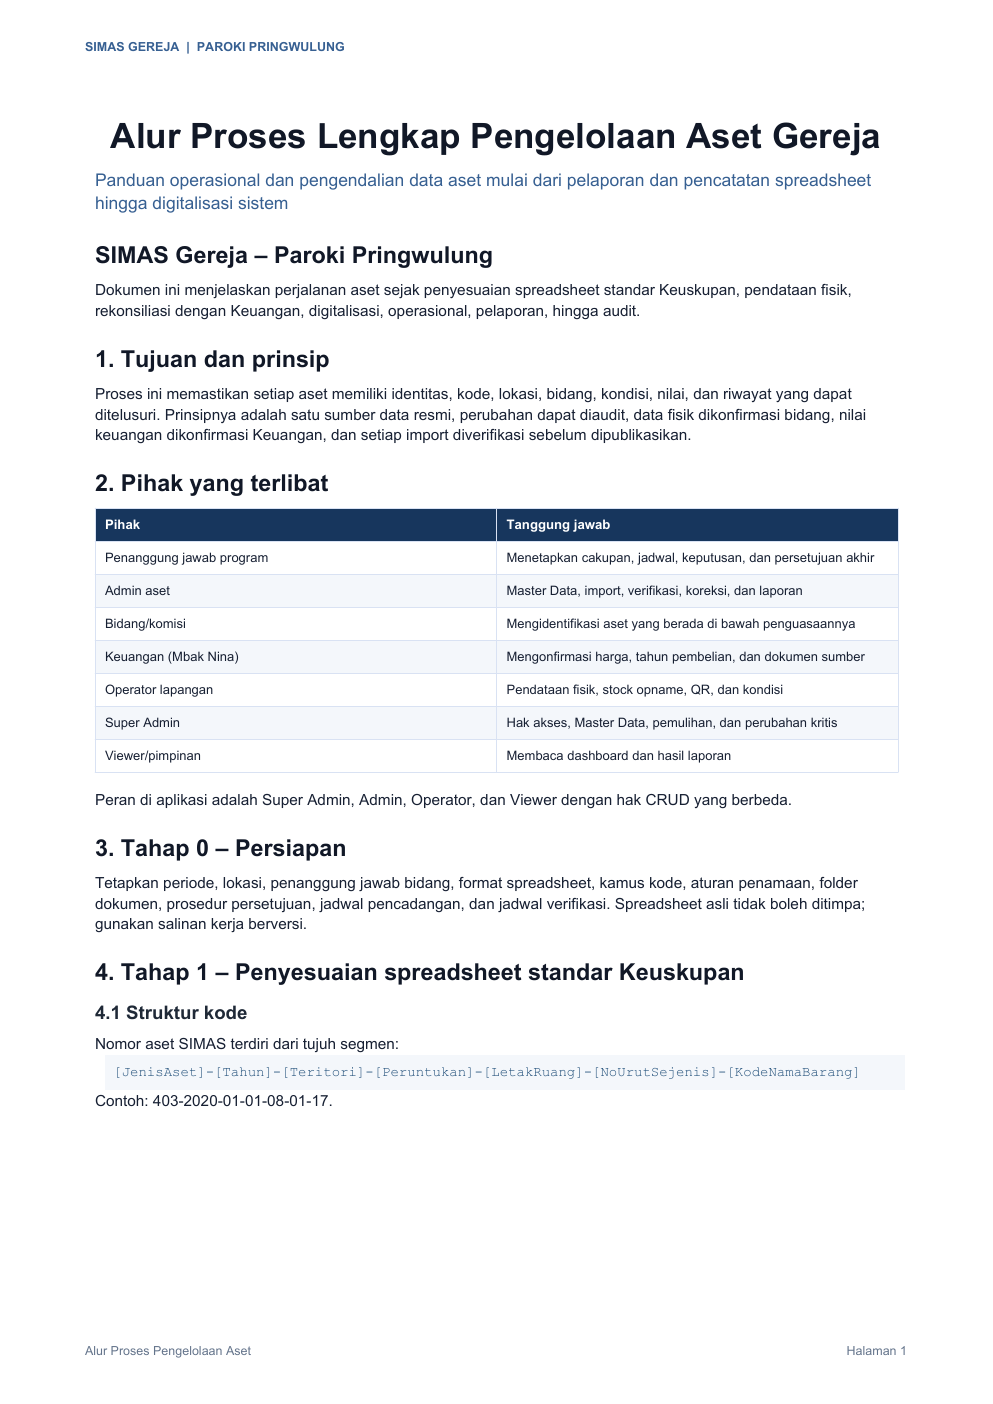 SIMAS GEREJA | PAROKI PRINGWULUNG
Alur Proses Lengkap Pengelolaan Aset Gereja
Panduan operasional dan pengendalian data aset mulai dari pelaporan dan pencatatan spreadsheet
hingga digitalisasi sistem
SIMAS Gereja – Paroki Pringwulung
Dokumen ini menjelaskan perjalanan aset sejak penyesuaian spreadsheet standar Keuskupan, pendataan fisik,
rekonsiliasi dengan Keuangan, digitalisasi, operasional, pelaporan, hingga audit.
1. Tujuan dan prinsip
Proses ini memastikan setiap aset memiliki identitas, kode, lokasi, bidang, kondisi, nilai, dan riwayat yang dapat
ditelusuri. Prinsipnya adalah satu sumber data resmi, perubahan dapat diaudit, data fisik dikonfirmasi bidang, nilai
keuangan dikonfirmasi Keuangan, dan setiap import diverifikasi sebelum dipublikasikan.
2. Pihak yang terlibat
Pihak Tanggung jawab
Penanggung jawab program Menetapkan cakupan, jadwal, keputusan, dan persetujuan akhir
Admin aset Master Data, import, verifikasi, koreksi, dan laporan
Bidang/komisi Mengidentifikasi aset yang berada di bawah penguasaannya
Keuangan (Mbak Nina) Mengonfirmasi harga, tahun pembelian, dan dokumen sumber
Operator lapangan Pendataan fisik, stock opname, QR, dan kondisi
Super Admin Hak akses, Master Data, pemulihan, dan perubahan kritis
Viewer/pimpinan Membaca dashboard dan hasil laporan
Peran di aplikasi adalah Super Admin, Admin, Operator, dan Viewer dengan hak CRUD yang berbeda.
3. Tahap 0 – Persiapan
Tetapkan periode, lokasi, penanggung jawab bidang, format spreadsheet, kamus kode, aturan penamaan, folder
dokumen, prosedur persetujuan, jadwal pencadangan, dan jadwal verifikasi. Spreadsheet asli tidak boleh ditimpa;
gunakan salinan kerja berversi.
4. Tahap 1 – Penyesuaian spreadsheet standar Keuskupan
4.1 Struktur kode
Nomor aset SIMAS terdiri dari tujuh segmen:
[JenisAset]-[Tahun]-[Teritori]-[Peruntukan]-[LetakRuang]-[NoUrutSejenis]-[KodeNamaBarang]
Contoh: 403-2020-01-01-08-01-17.
Alur Proses Pengelolaan Aset Halaman 1